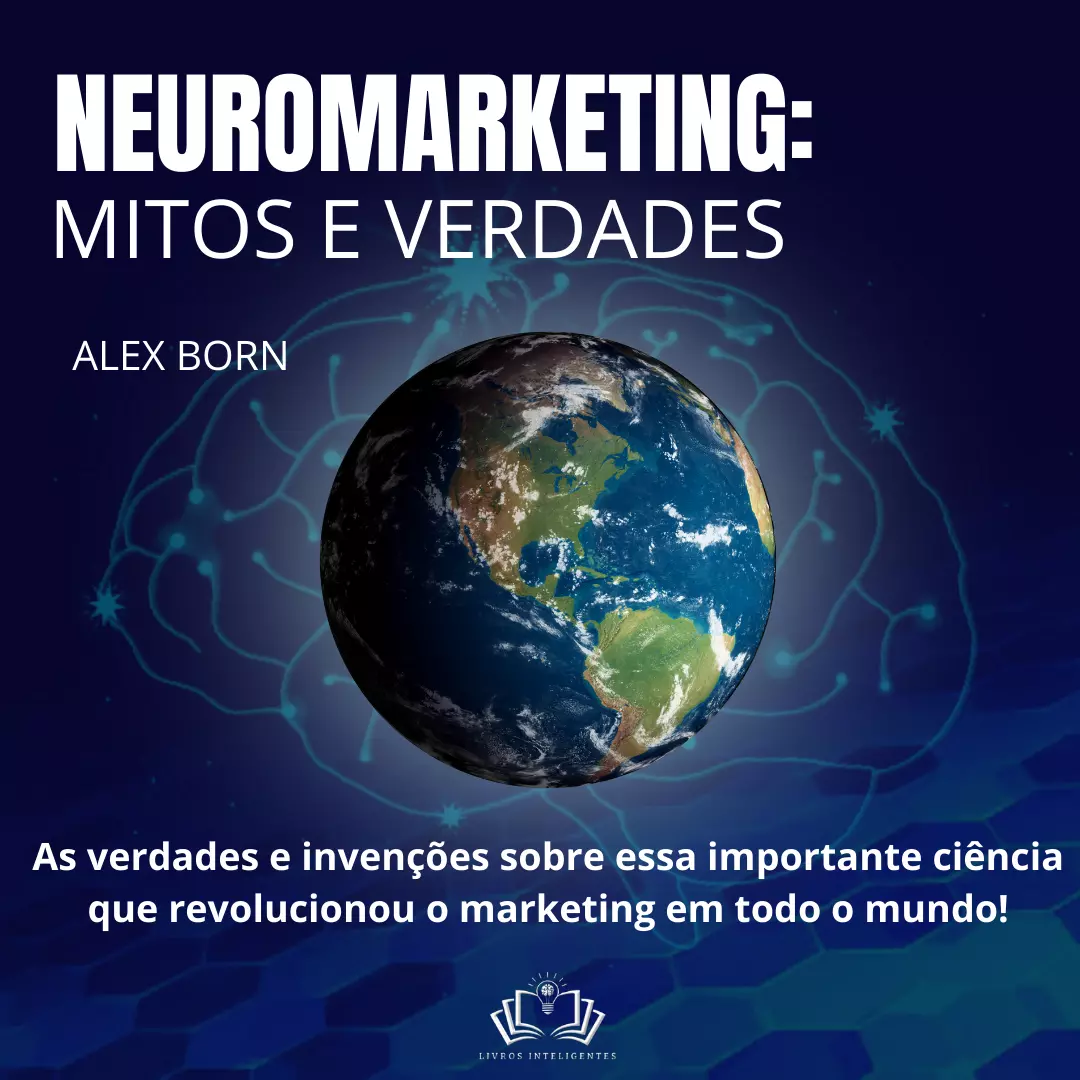 NEUROMARKETING:
MITOS E VERDADES
ALEX BORN
As verdades e invenções sobre essa importante ciência
que revolucionou o marketing em todo o mundo!
LIVROS INTELIGENTES